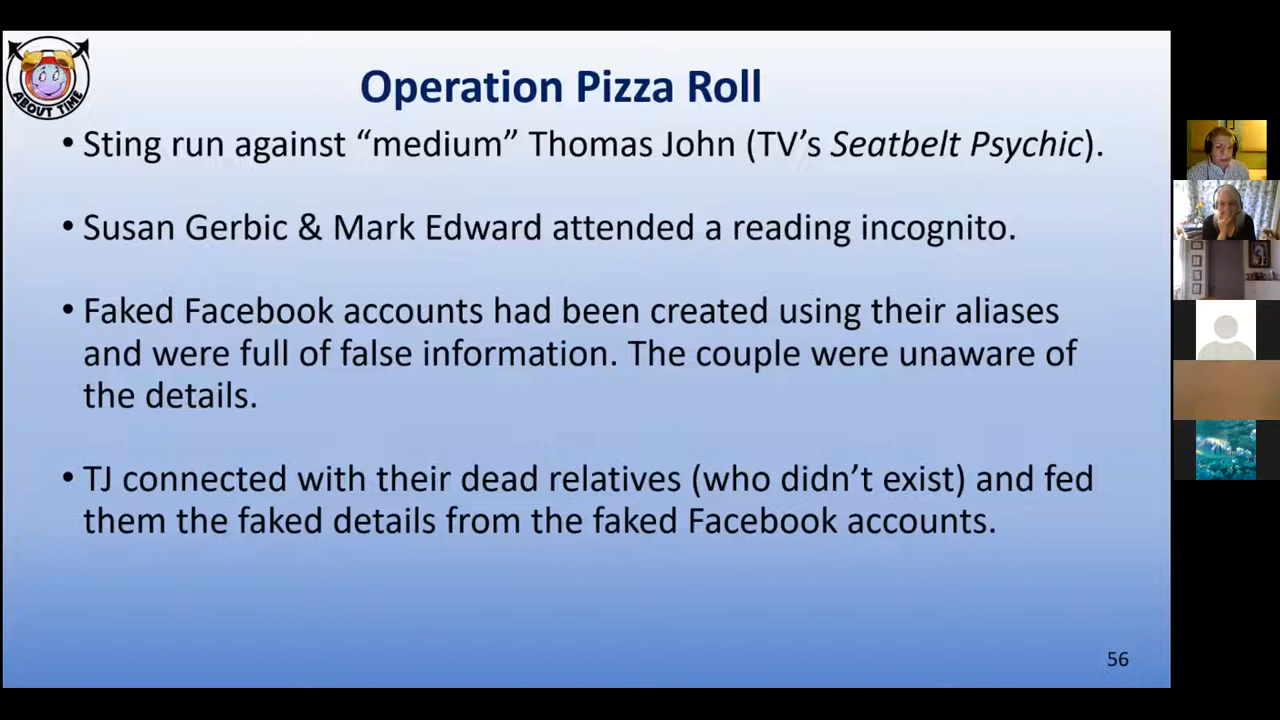 ABOUT TIME
Operation Pizza Roll
• Sting run against “medium” Thomas John (TV’s Seatbelt Psychic).
• Susan Gerbic & Mark Edward attended a reading incognito.
• Faked Facebook accounts had been created using their aliases
and were full of false information. The couple were unaware of
the details.
• TJ connected with their dead relatives (who didn’t exist) and fed
them the faked details from the faked Facebook accounts.
56